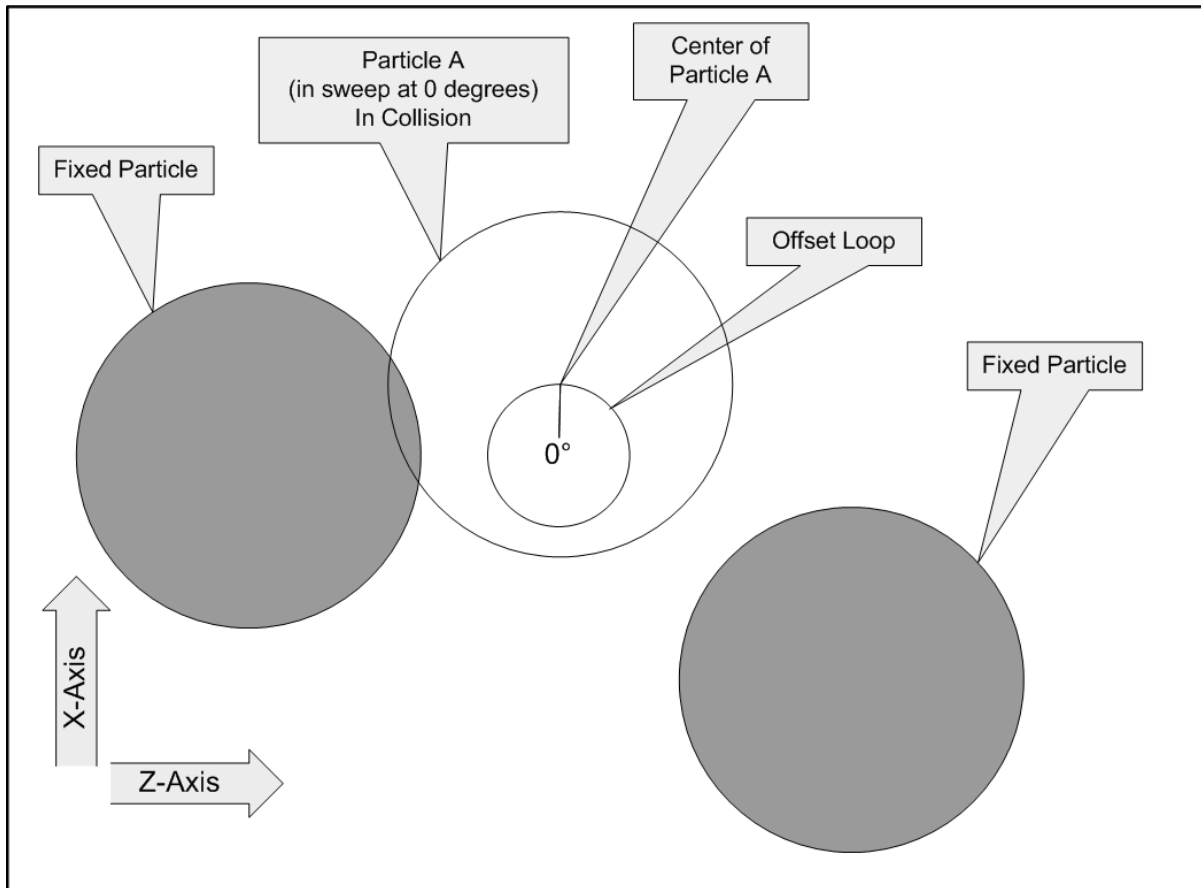 Center of
Particle A
Particle A
(in sweep at 0 degrees)
In Collision
Fixed Particle
Offset Loop
Fixed Particle
0°
X-Axis
Z-Axis